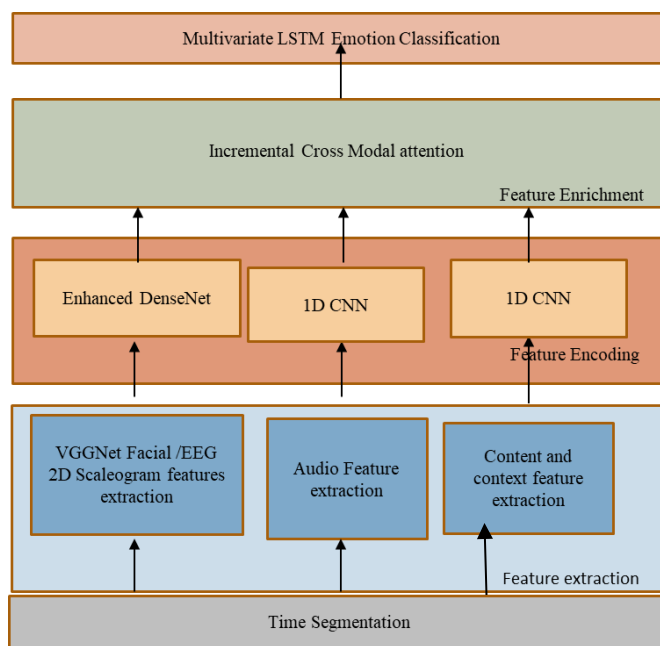 Multivariate LSTM Emotion Classification
Incremental Cross Modal attention
Feature Enrichment
Enhanced DenseNet
1D CNN
1D CNN
Feature Encoding
VGGNet Facial /EEG
2D Scaleogram features
extraction
Audio Feature
extraction
Content and
context feature
extraction
Feature extraction
Time Segmentation